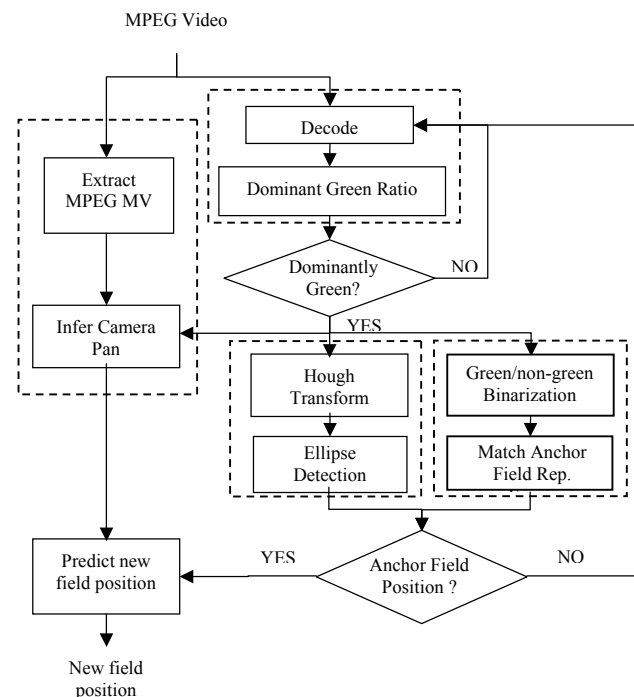 MPEG Video
Decode
Extract
MPEG MV
Dominant Green Ratio
Dominantly
Green?
NO
YES
Infer Camera
Pan
Hough
Transform
Green/non-green
Binarization
Ellipse
Detection
Match Anchor
Field Rep.
Predict new
field position
YES
Anchor Field
Position ?
NO
New field
position